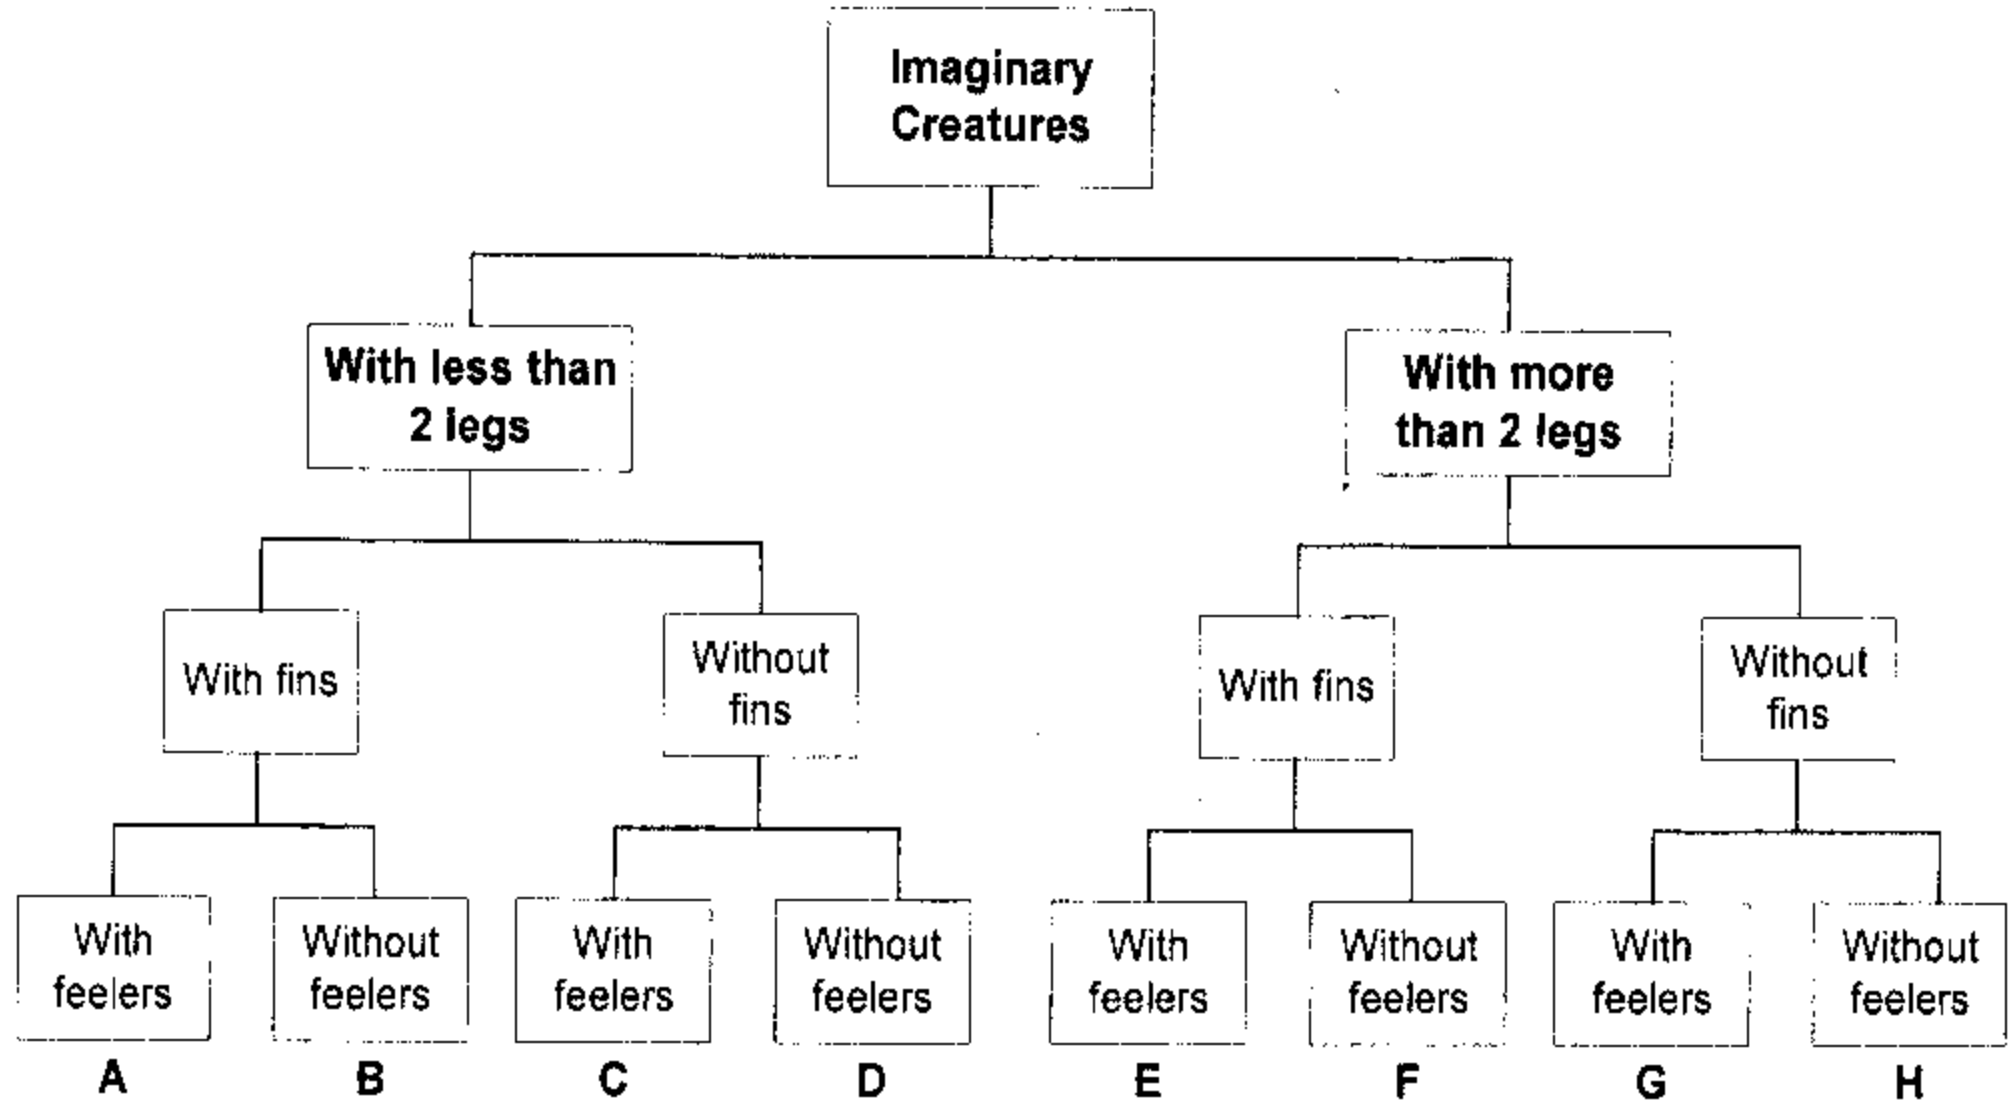 Imaginary
Creatures
With less than
2 legs
With more
than 2 legs
With fins
Without
fins
With fins
Without
fins
With
feelers
Without
feelers
With
feelers
Without
feelers
With
feelers
Without
feelers
With
feelers
Without
feelers
A
B
C
D
E
F
G
H